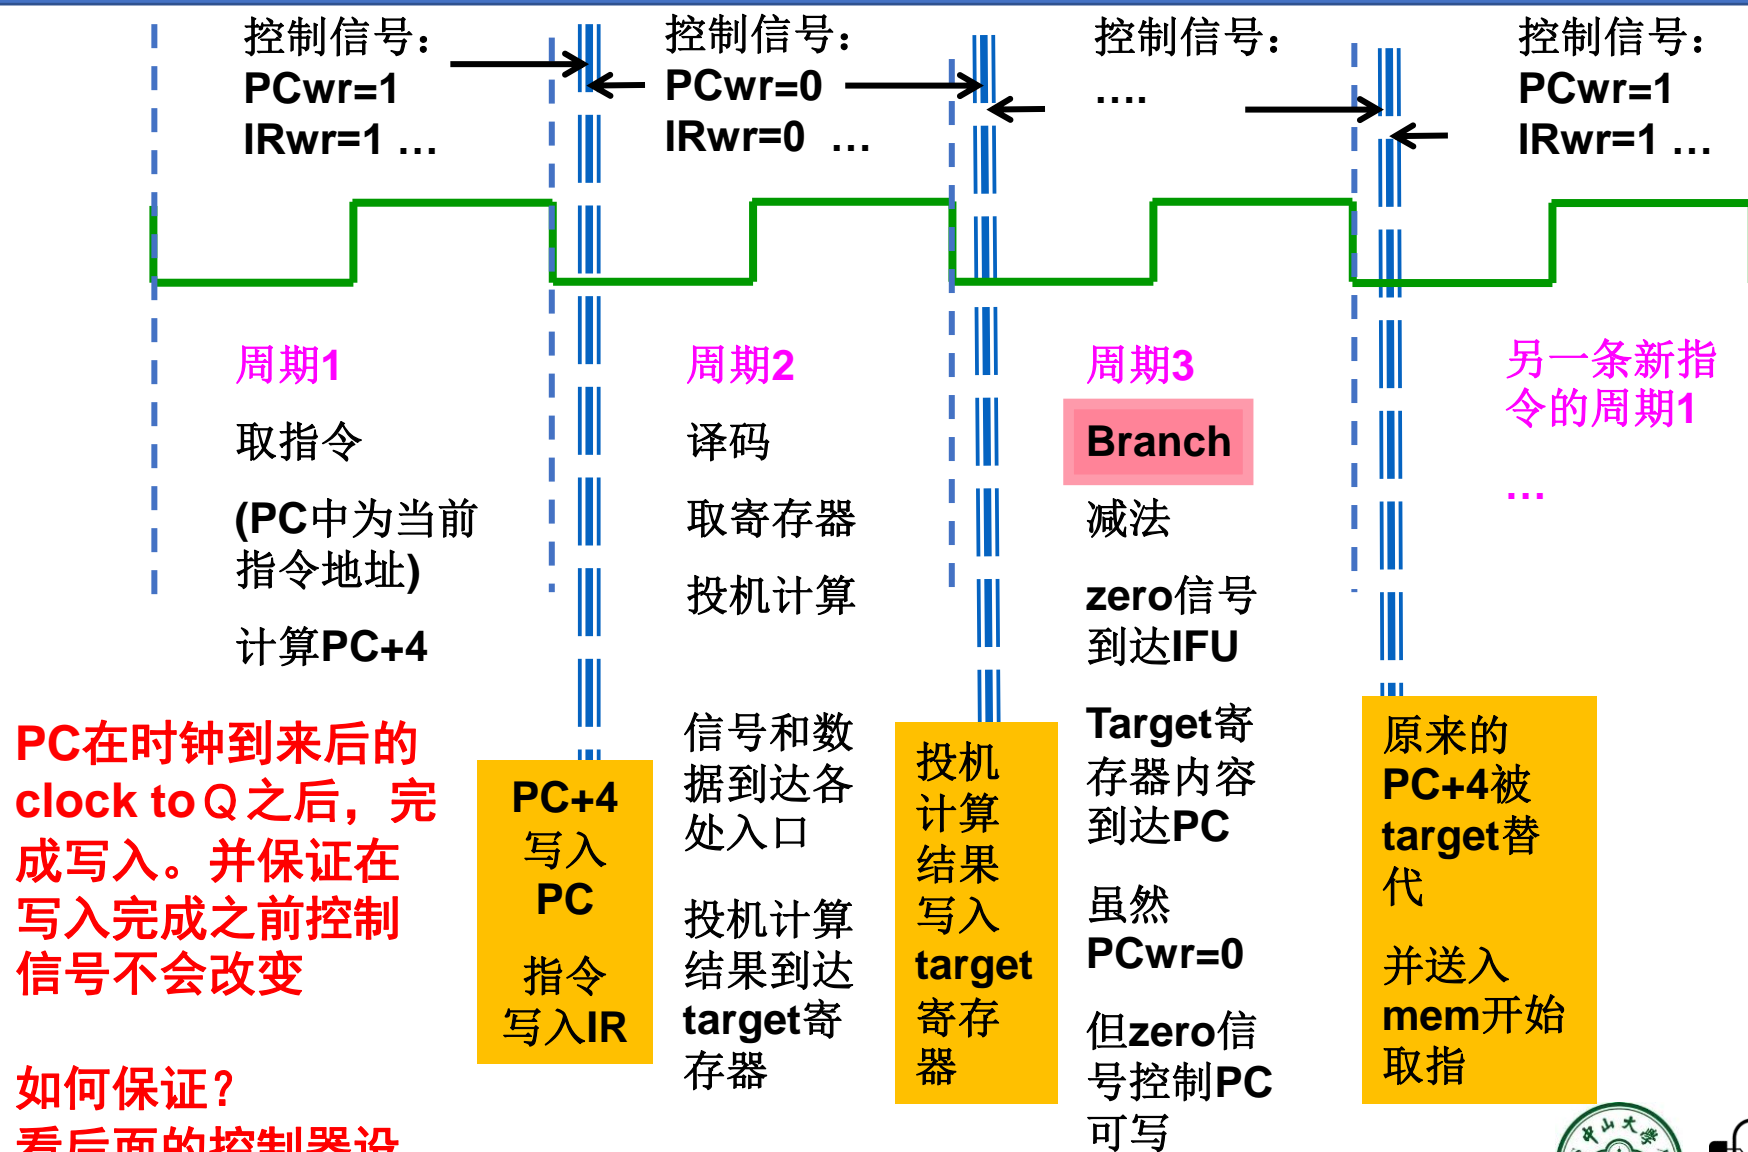 控制信号：
PCwr=1
IRwr=1 …
控制信号：
PCwr=0
IRwr=0 …
控制信号：
….
控制信号：
PCwr=1
IRwr=1 …
周期1
取指令
(PC中为当前
指令地址)
计算PC+4
周期2
译码
取寄存器
投机计算
信号和数
据到达各
处入口
投机计算
结果到达
target寄
存器
周期3
Branch
减法
zero信号
到达IFU
Target寄
存器内容
到达PC
虽然
PCwr=0
但zero信
号控制PC
可写
另一条新指
令的周期1
…
PC在时钟到来后的
clock to Q之后，完
成写入。并保证在
写入完成之前控制
信号不会改变
如何保证？
看后面的控制器设
PC+4
写入
PC
指令
写入IR
投机
计算
结果
写入
target
寄存
器
原来的
PC+4被
target替
代
并送入
mem开始
取指
中山大学